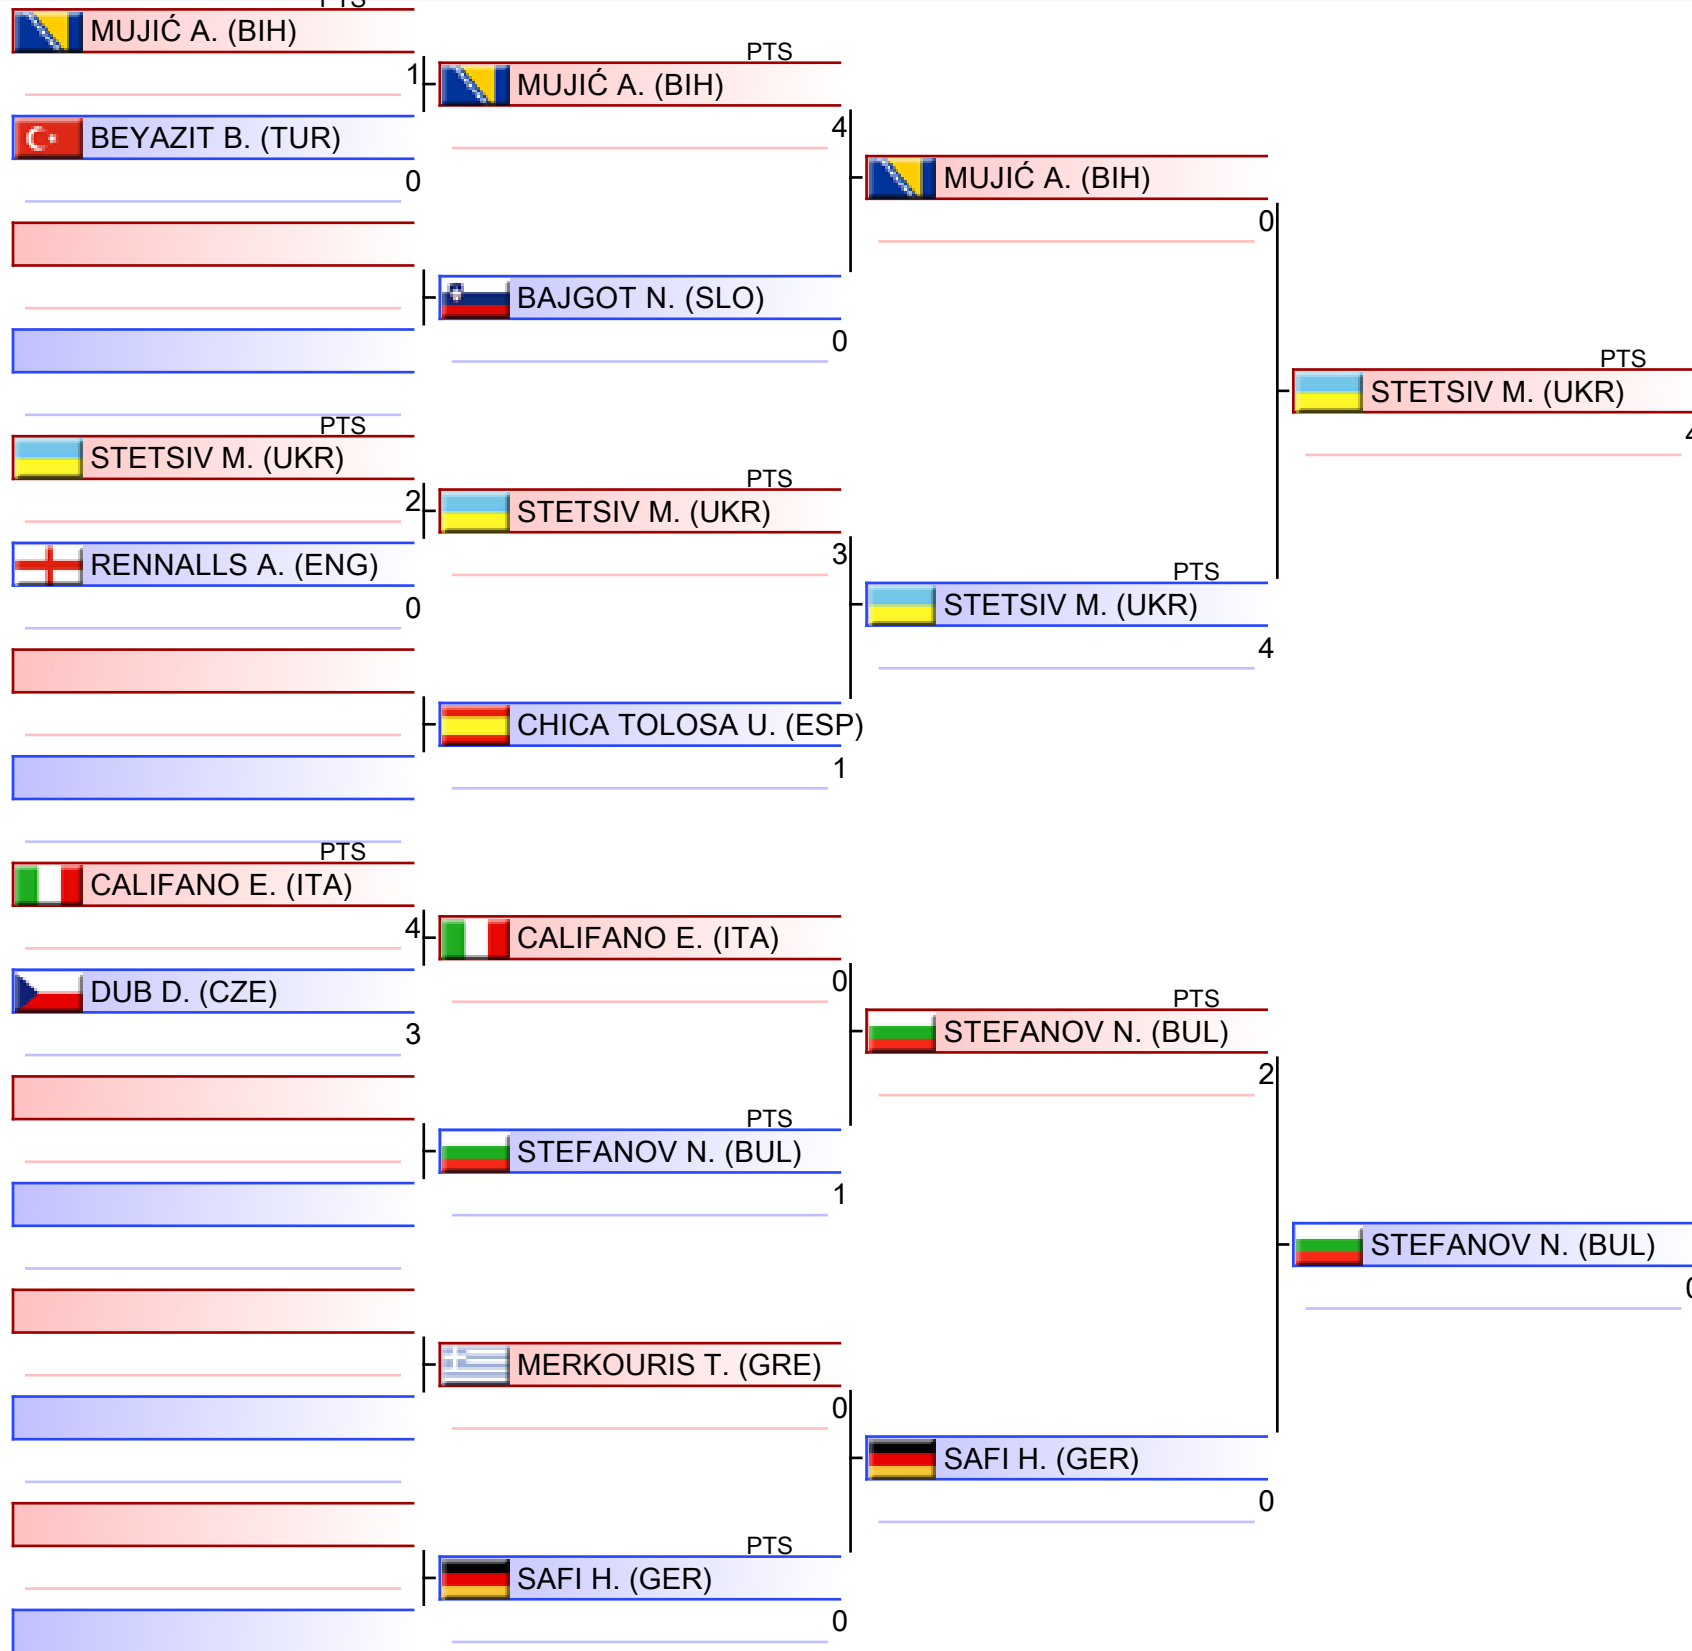 PTS
MUJIĆ A. (BIH)
1
BEYAZIT B. (TUR)
0
PTS
STETSIV M. (UKR)
2
RENNALLS A. (ENG)
0
PTS
CALIFANO E. (ITA)
4
DUB D. (CZE)
3
PTS
MUJIĆ A. (BIH)
4
BAJGOT N. (SLO)
0
PTS
STETSIV M. (UKR)
3
CHICA TOLOSA U. (ESP)
1
CALIFANO E. (ITA)
0
PTS
STEFANOV N. (BUL)
1
MERKOURIS T. (GRE)
0
PTS
SAFI H. (GER)
0
MUJIĆ A. (BIH)
0
PTS
STETSIV M. (UKR)
4
PTS
STEFANOV N. (BUL)
2
SAFI H. (GER)
0
PTS
STETSIV M. (UKR)
4
STEFANOV N. (BUL)
0